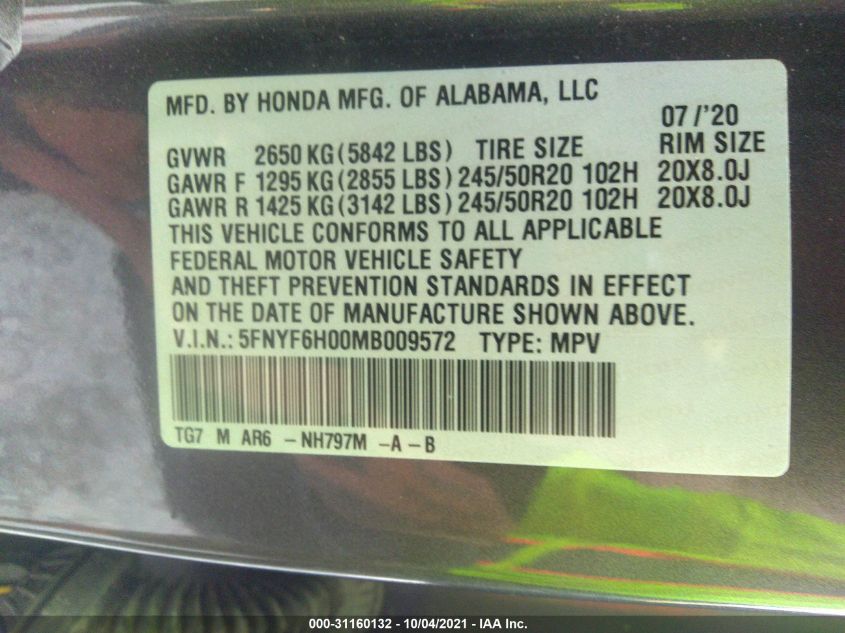 MFD. BY HONDA MFG. OF ALABAMA, LLC
07/'20
GVWR 2650 KG (5842 LBS) TIRE SIZE RIM SIZE
GAWR F 1295 KG (2855 LBS) 245/50R20 102H 20X8.0J
GAWR R 1425 KG (3142 LBS) 245/50R20 102H 20X8.0J
THIS VEHICLE CONFORMS TO ALL APPLICABLE
FEDERAL MOTOR VEHICLE SAFETY
AND THEFT PREVENTION STANDARDS IN EFFECT
ON THE DATE OF MANUFACTURE SHOWN ABOVE.
V.I.N.: 5FNYF6H00MB009572 TYPE: MPV
TG7 M AR6 -NH797M -A -B
000-31160132 - 10/04/2021 - IAA Inc.